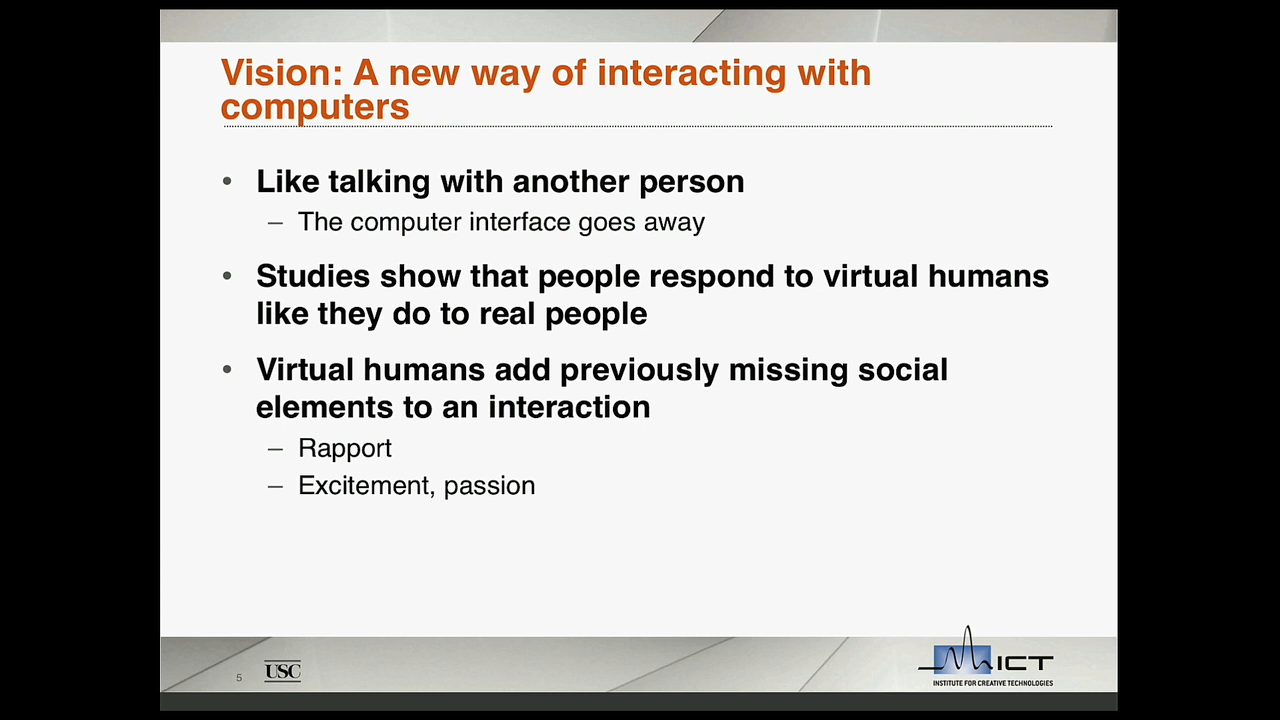 Vision: A new way of interacting with
computers
• Like talking with another person
– The computer interface goes away
• Studies show that people respond to virtual humans
like they do to real people
• Virtual humans add previously missing social
elements to an interaction
– Rapport
– Excitement, passion
5
USC
ICT
INSTITUTE FOR CREATIVE TECHNOLOGIES